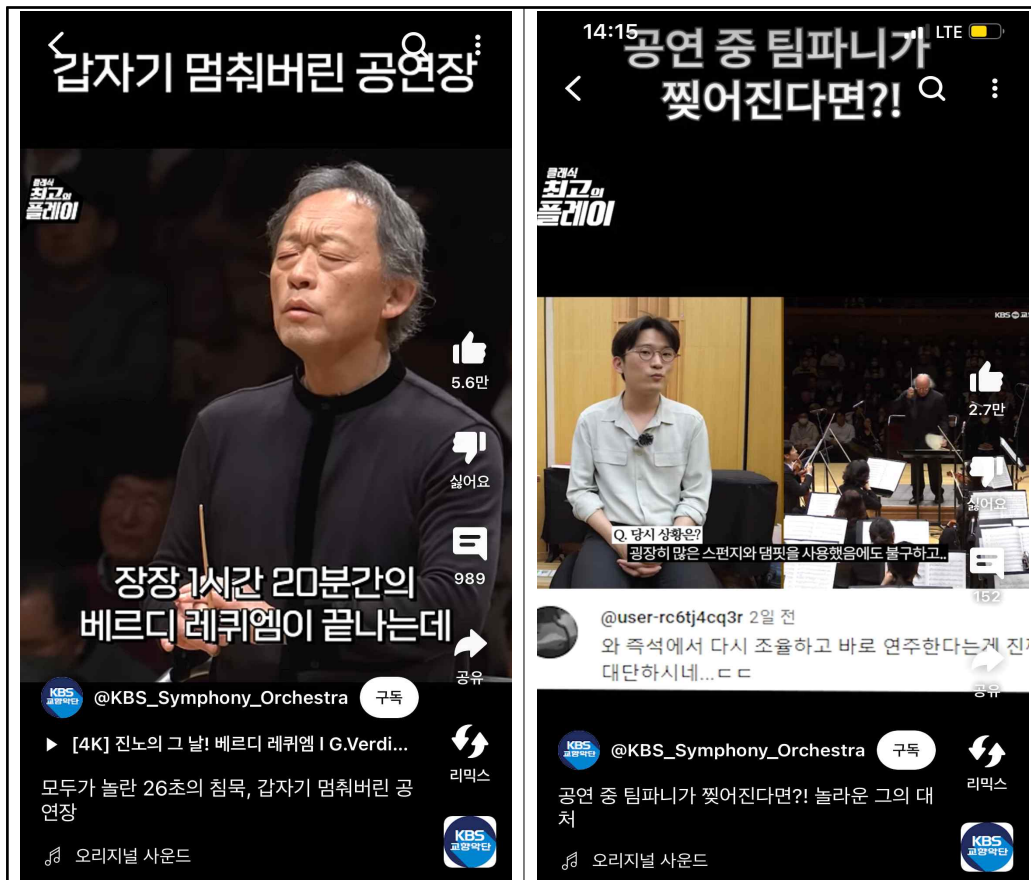 갑자기 멈춰버린 공연장
클래식
최고의
플레이
5.6만
싫어요
989
장장 1시간 20분간의
베르디 레퀴엠이 끝나는데
공유
KBS
교향악단
@KBS_Symphony_Orchestra
구독
▶ [4K] 진노의 그 날! 베르디 레퀴엠 I G.Verdi...
리믹스
모두가 놀란 26초의 침묵, 갑자기 멈춰버린 공
연장
오리지널 사운드
KBS
교향악단
14:15
LTE
공연 중 팀파니가
찢어진다면?!
클래식
최고의
플레이
KBS 교
2.7만
싫어요
Q. 당시 상황은?
굉장히 많은 스펀지와 댐핏을 사용했음에도 불구하고..
152
@user-rc6tj4cq3r 2일 전
와 즉석에서 다시 조율하고 바로 연주한다는게 진짜
대단하시네...ㄷㄷ
공유
KBS
교향악단
@KBS_Symphony_Orchestra
구독
리믹스
공연 중 팀파니가 찢어진다면?! 놀라운 그의 대
처
오리지널 사운드
KBS
교향악단